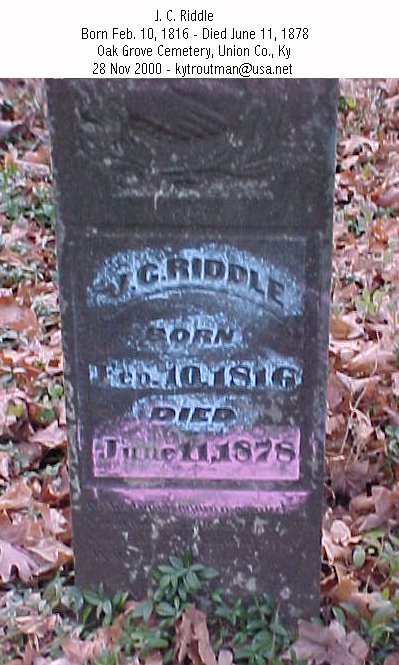 J. C. Riddle
Born Feb. 10, 1816 - Died June 11, 1878
Oak Grove Cemetery, Union Co., Ky
28 Nov 2000 - kytroutman@usa.net
J. C. RIDDLE
BORN
Feb. 10, 1816
DIED
June 11, 1878